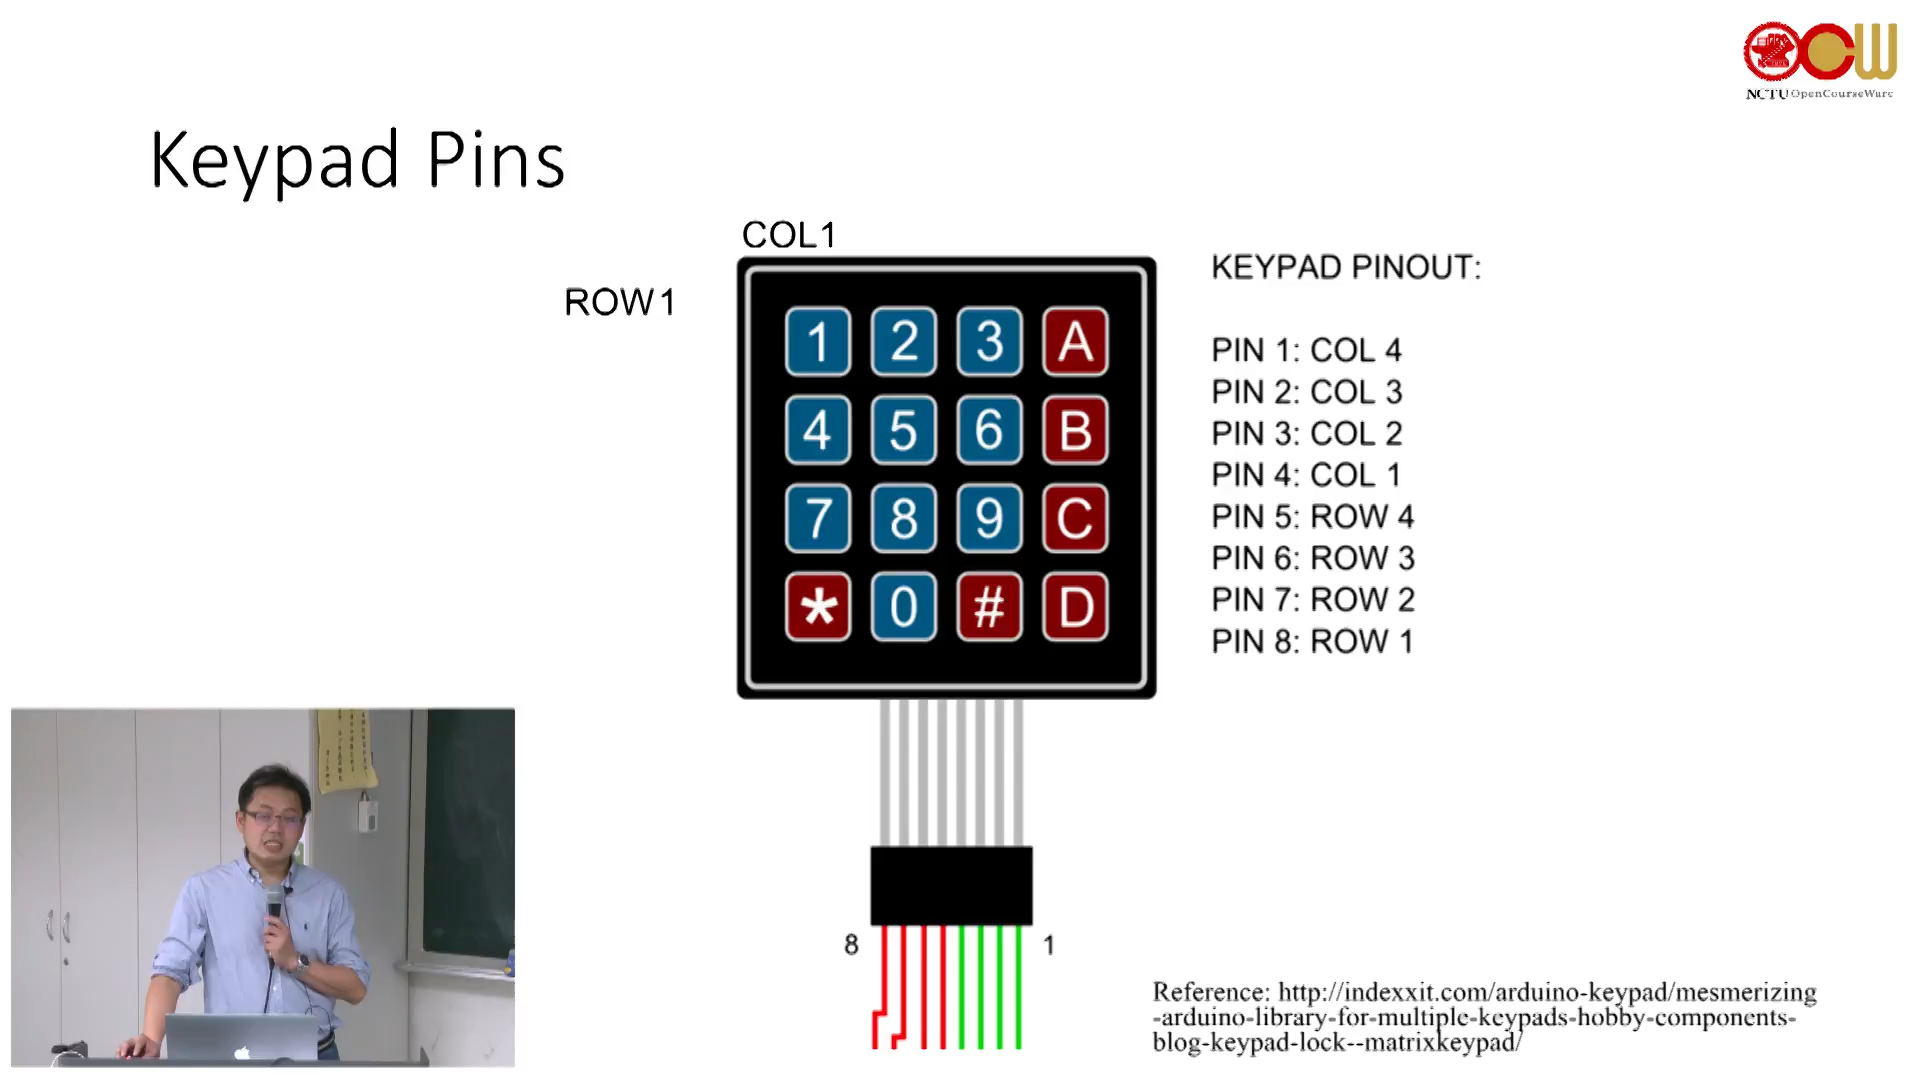 NCTU OpenCourseWare
Keypad Pins
COL1
ROW1
1 2 3 A
4 5 6 B
7 8 9 C
* 0 # D
8 1
KEYPAD PINOUT:
PIN 1: COL 4
PIN 2: COL 3
PIN 3: COL 2
PIN 4: COL 1
PIN 5: ROW 4
PIN 6: ROW 3
PIN 7: ROW 2
PIN 8: ROW 1
Reference: http://indexxit.com/arduino-keypad/mesmerizing
-arduino-library-for-multiple-keypads-hobby-components-
blog-keypad-lock--matrixkeypad/